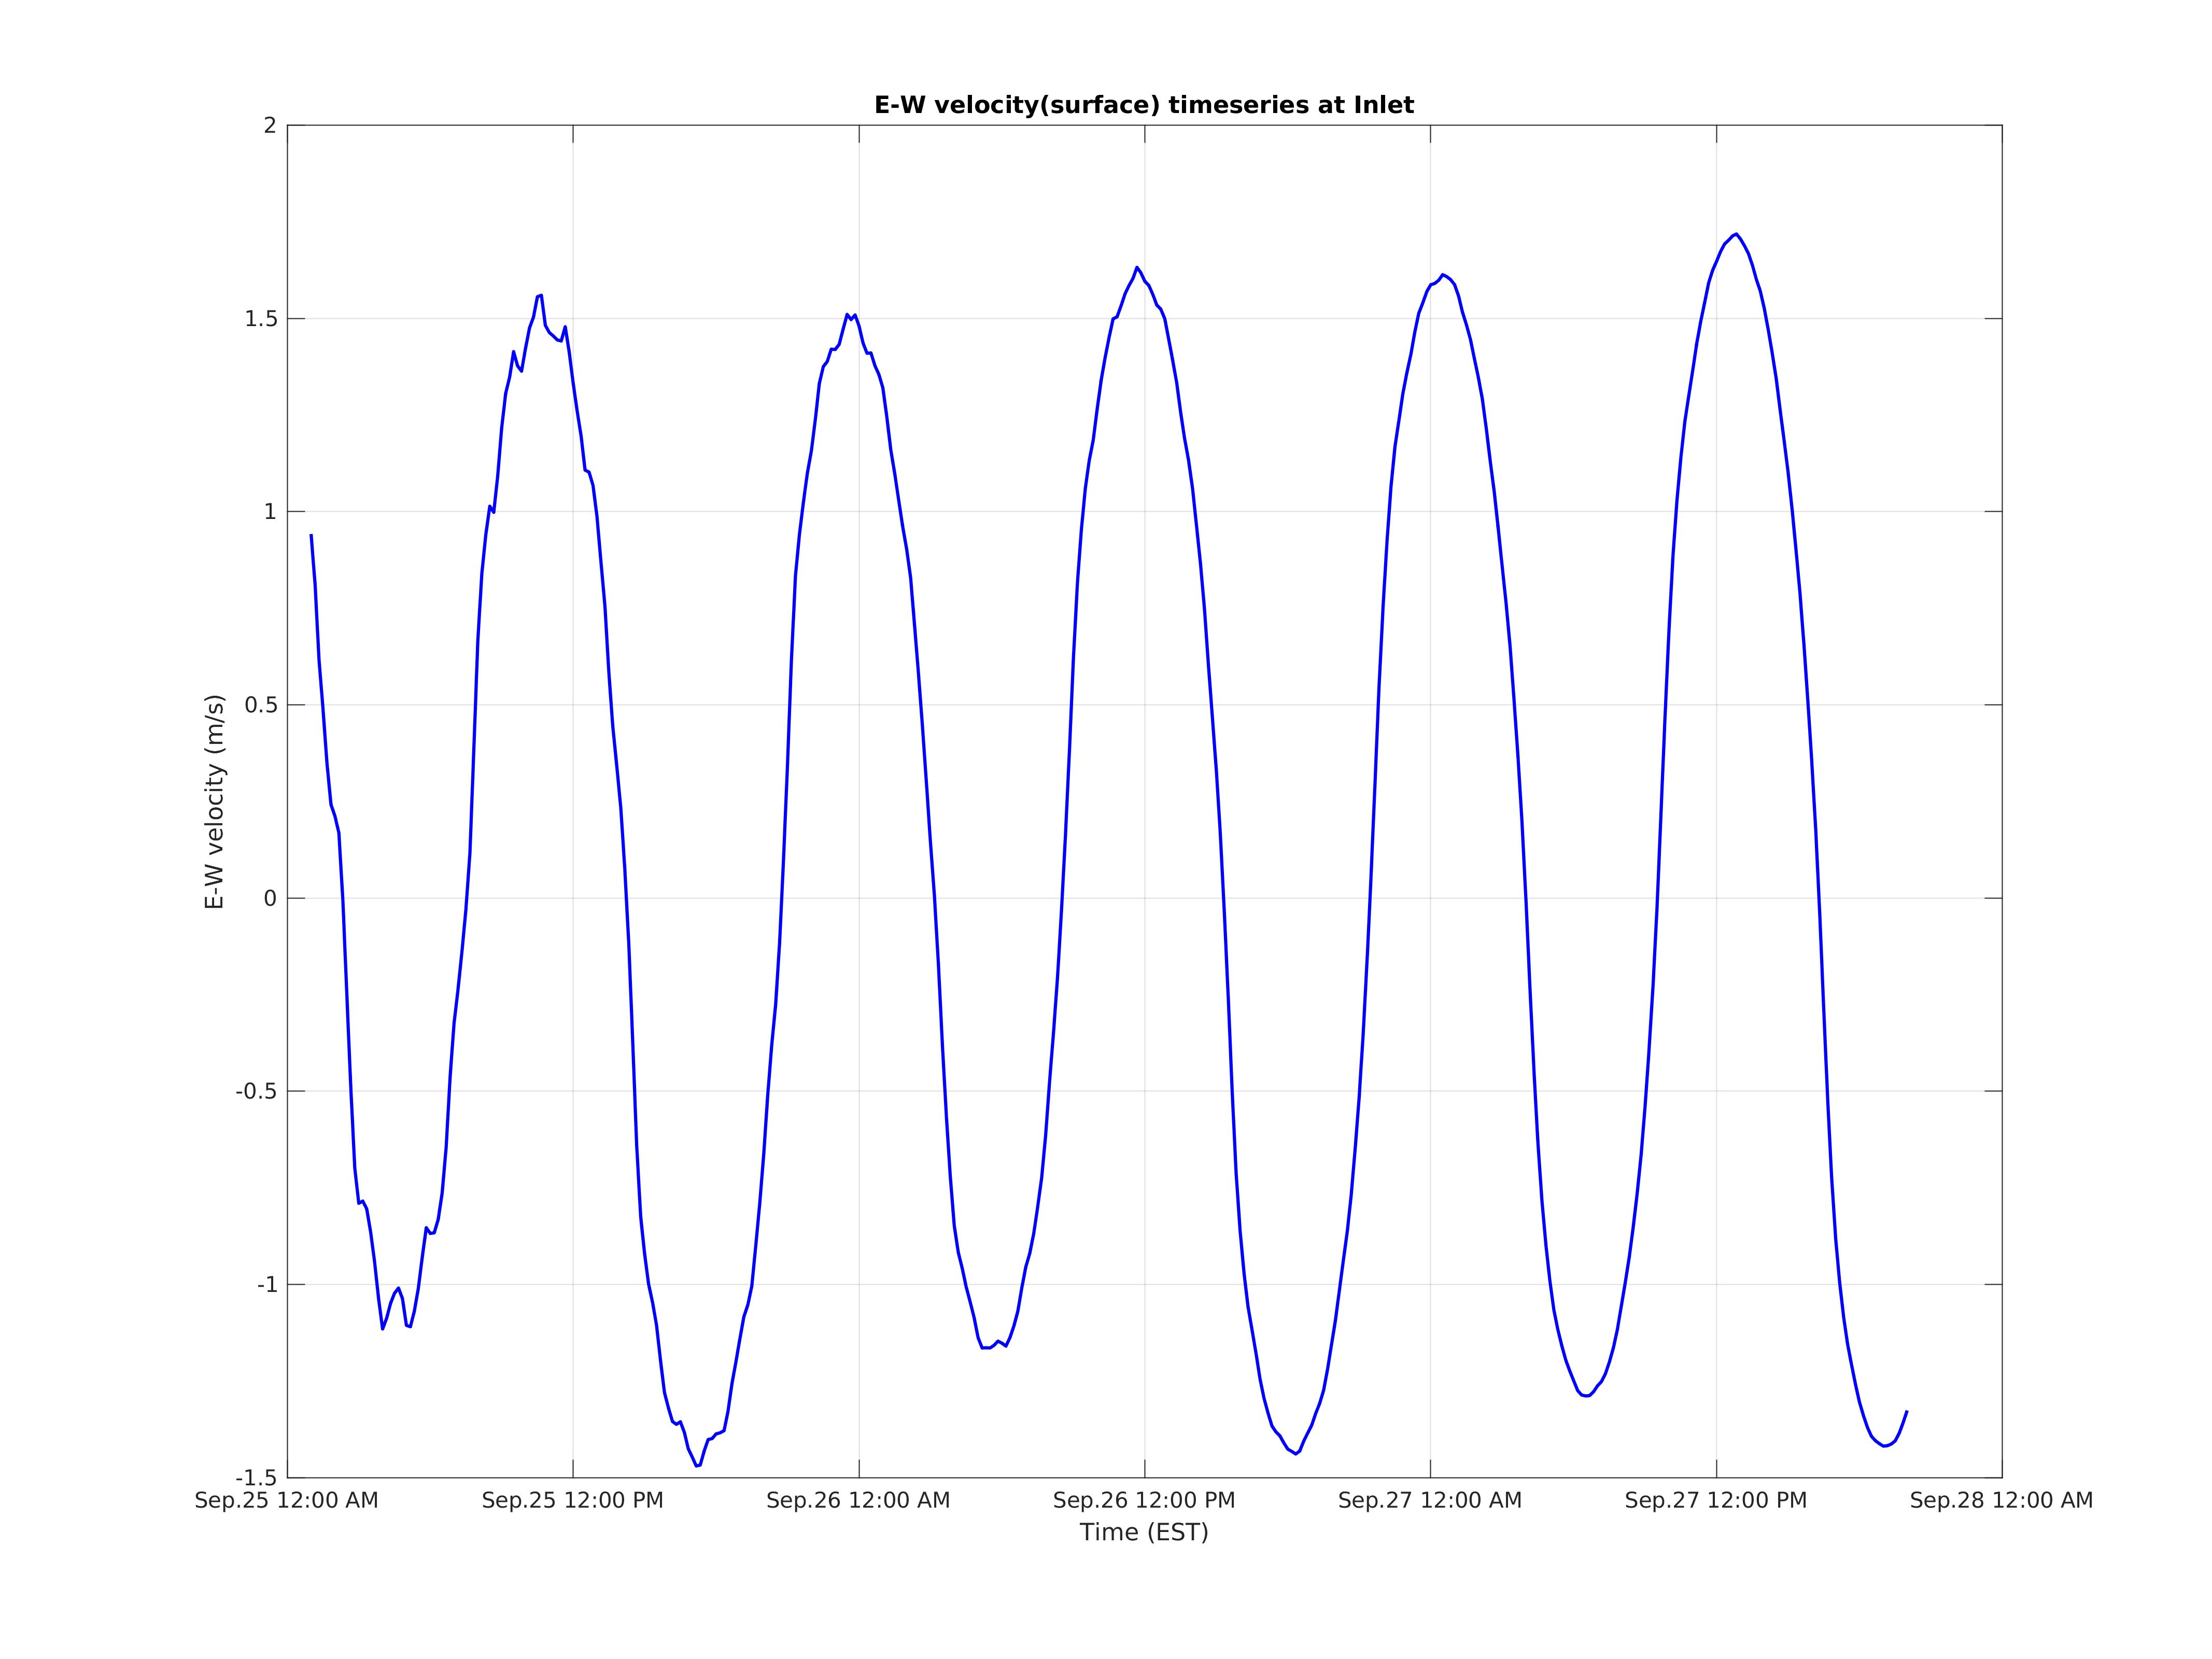 E-W velocity(surface) timeseries at Inlet
2
1.5
1
0.5
0
-0.5
-1
-1.5
E-W velocity (m/s)
Sep.25 12:00 AM
Sep.25 12:00 PM
Sep.26 12:00 AM
Sep.26 12:00 PM
Sep.27 12:00 AM
Sep.27 12:00 PM
Sep.28 12:00 AM
Time (EST)